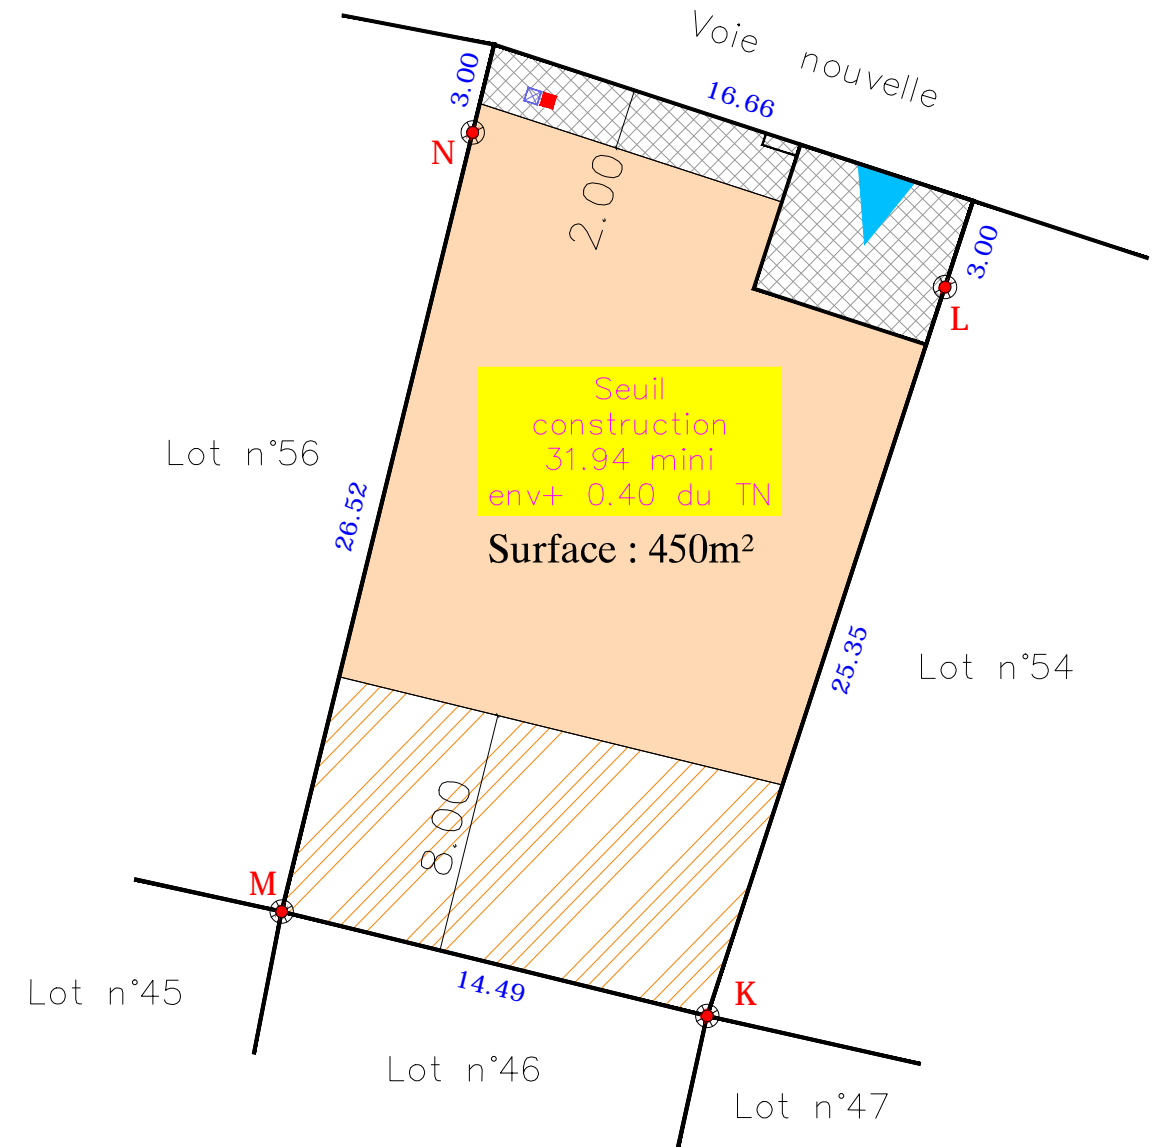 Voie nouvelle
3.00
16.66
N
2.00
3.00
L
Seuil
construction
31.94 mini
env+ 0.40 du TN
Surface : 450m²
Lot n°56
26.52
25.35
Lot n°54
8.00
M
14.49
K
Lot n°45
Lot n°46
Lot n°47